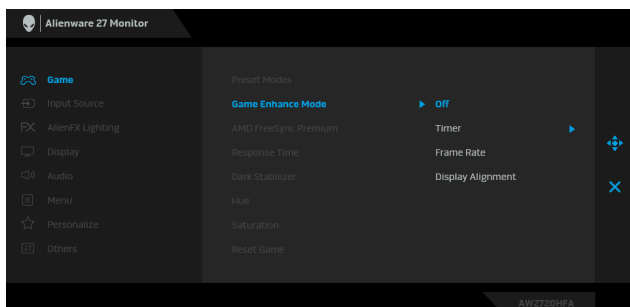 Alienware 27 Monitor
Game
Input Source
AlienFX Lighting
Display
Audio
Menu
Personalize
Others
Preset Modes
Game Enhance Mode
AMD FreeSync Premium
Response Time
Dark Stabilizer
Hue
Saturation
Reset Game
Off
Timer
Frame Rate
Display Alignment
AW2720HFA